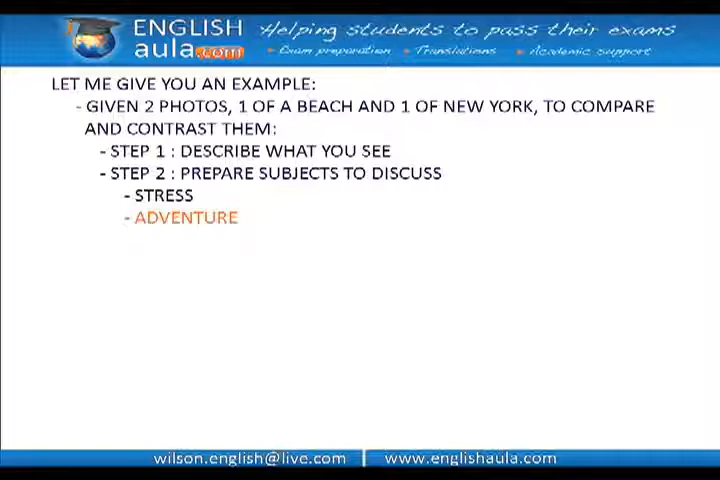 ENGLISH
aula.com
Helping students to pass their exams
Exam preparation
Translations
Academic support
LET ME GIVE YOU AN EXAMPLE:
- GIVEN 2 PHOTOS, 1 OF A BEACH AND 1 OF NEW YORK, TO COMPARE
AND CONTRAST THEM:
- STEP 1 : DESCRIBE WHAT YOU SEE
- STEP 2 : PREPARE SUBJECTS TO DISCUSS
- STRESS
- ADVENTURE
wilson.english@live.com
www.englishaula.com